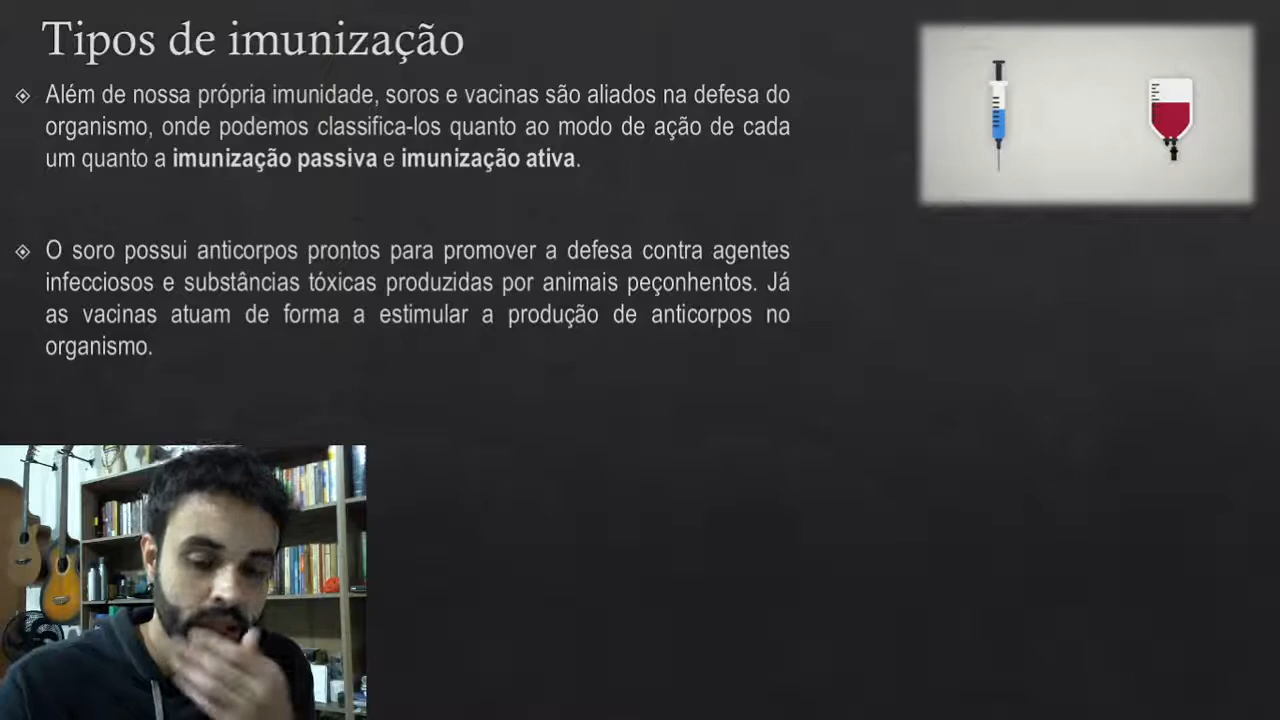 Tipos de imunização
Além de nossa própria imunidade, soros e vacinas são aliados na defesa do
organismo, onde podemos classifica-los quanto ao modo de ação de cada
um quanto a imunização passiva e imunização ativa.
O soro possui anticorpos prontos para promover a defesa contra agentes
infecciosos e substâncias tóxicas produzidas por animais peçonhentos. Já
as vacinas atuam de forma a estimular a produção de anticorpos no
organismo.